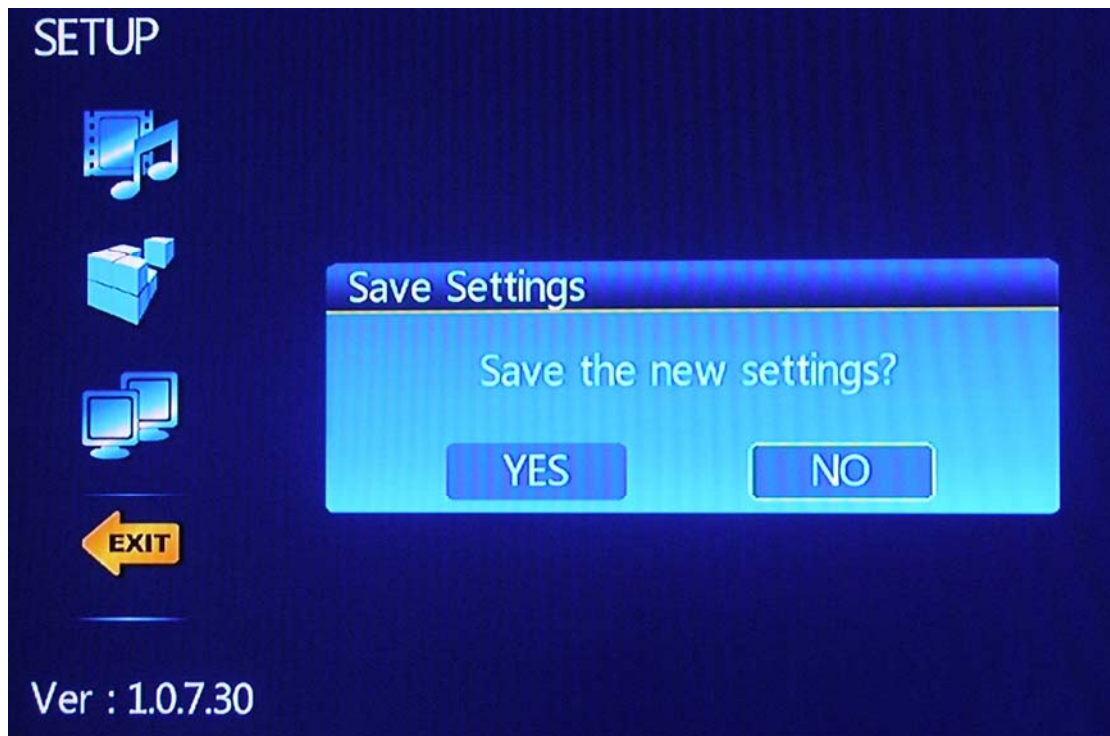 SETUP
Save Settings
Save the new settings?
YES NO
EXIT
Ver : 1.0.7.30